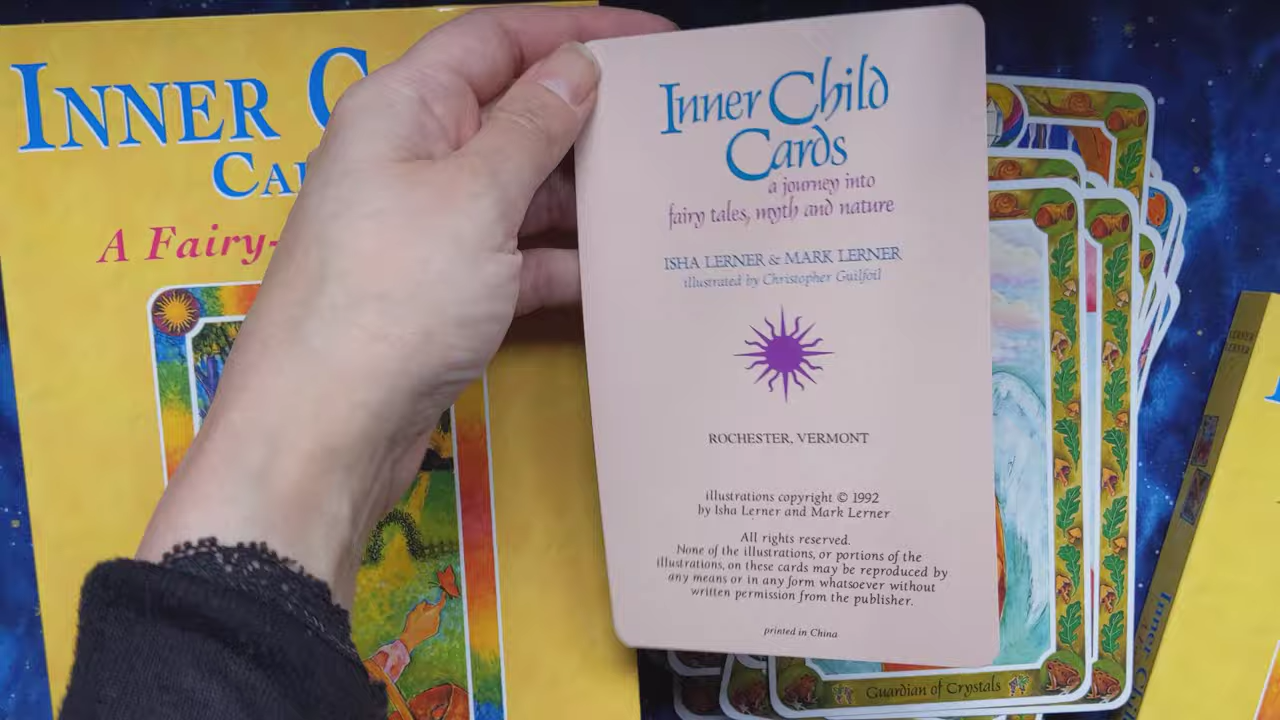 INNER C
CA
A Fairy-
Inner Child
Cards
a journey into
fairy tales, myth and nature
ISHA LERNER & MARK LERNER
illustrated by Christopher Guilfoil
ROCHESTER, VERMONT
illustrations copyright © 1992
by Isha Lerner and Mark Lerner
All rights reserved.
None of the illustrations, or portions of the
illustrations, on these cards may be reproduced by
any means or in any form whatsoever without
written permission from the publisher.
printed in China
Guardian of Crystals
LERNER
LERNER
INNER